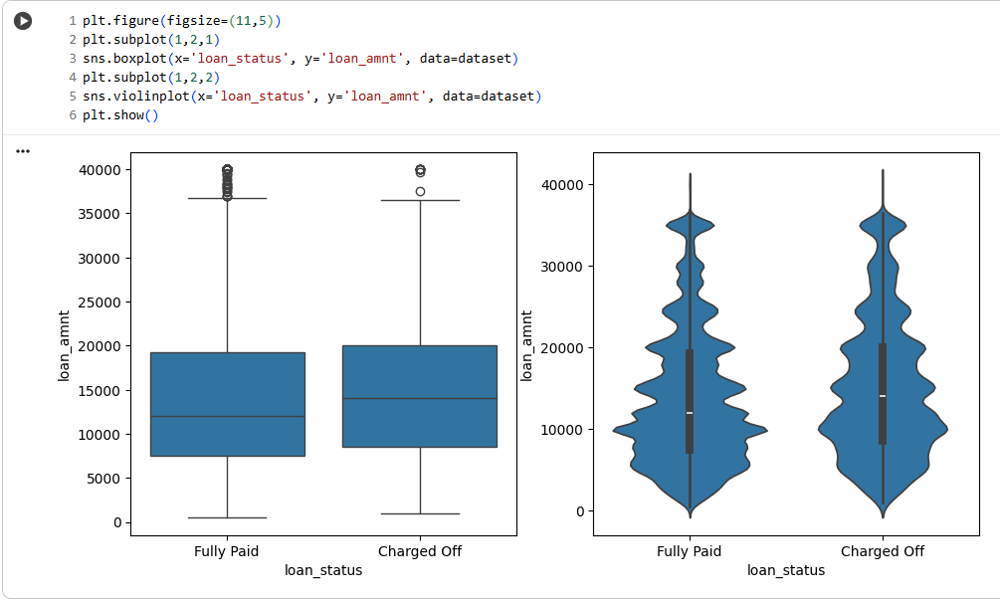 1 plt.figure(figsize=(11,5))
2 plt.subplot(1,2,1)
3 sns.boxplot(x='loan_status', y='loan_amnt', data=dataset)
4 plt.subplot(1,2,2)
5 sns.violinplot(x='loan_status', y='loan_amnt', data=dataset)
6 plt.show()
40000
35000
30000
25000
20000
15000
10000
5000
0
loan_amnt
Fully Paid
Charged Off
loan_status
40000
30000
20000
10000
0
loan_amnt
Fully Paid
Charged Off
loan_status